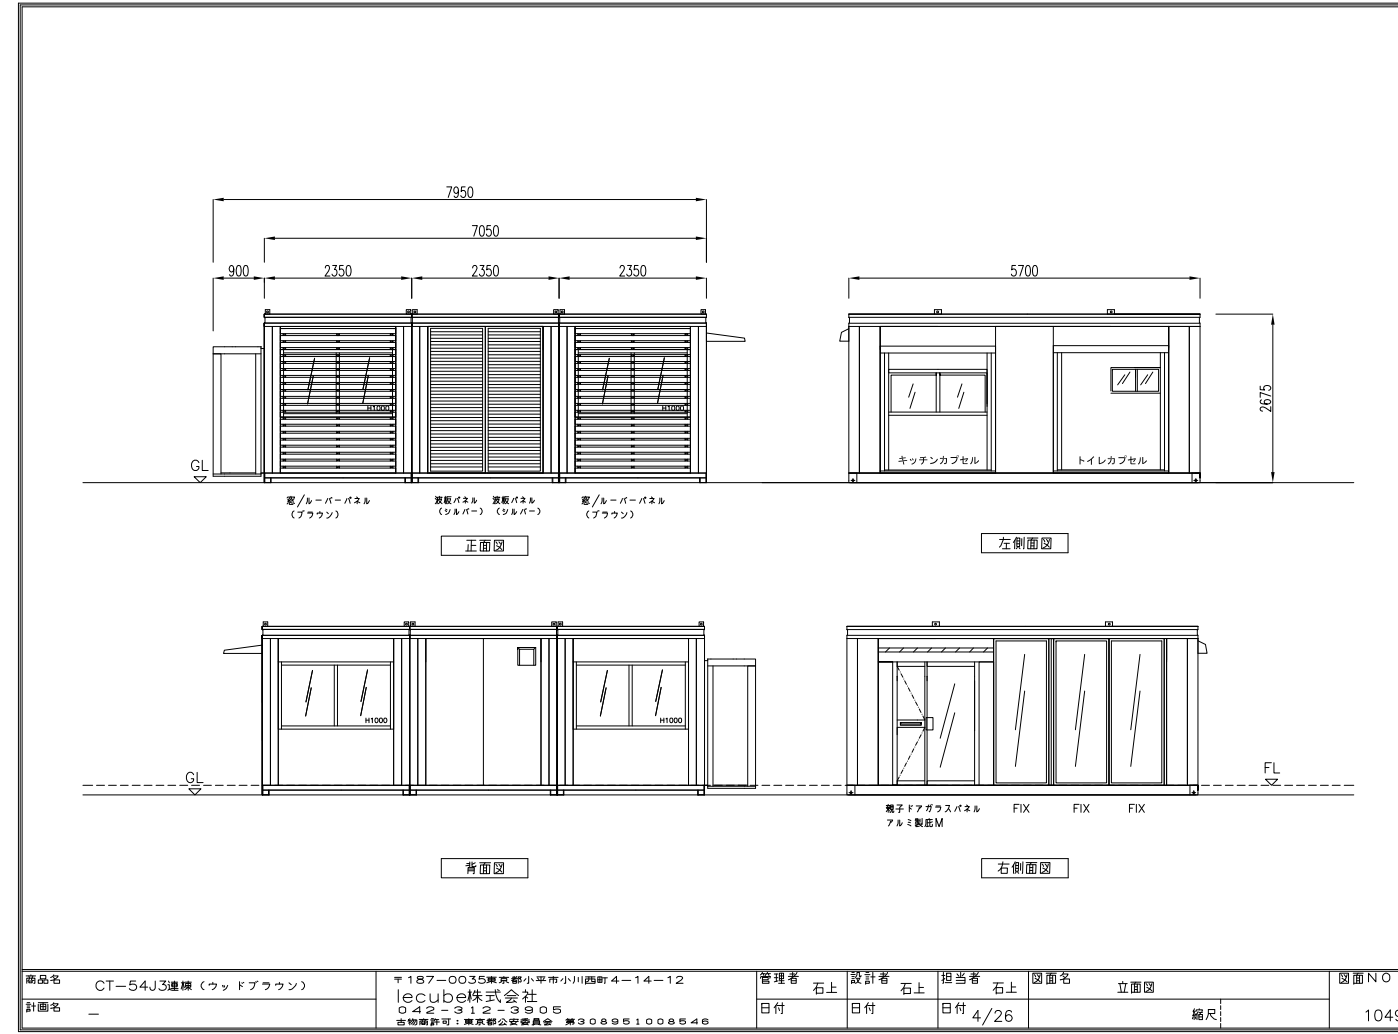 7950
7050
900 2350 2350 2350
5700
2675
H1000 H1000
キッチンカプセル トイレカプセル
GL
窓/ルーバーパネル
(ブラウン)
波板パネル 波板パネル
(シルバー) (シルバー)
窓/ルーバーパネル
(ブラウン)
正面図
左側面図
H1000 H1000
GL
FL
親子ドアガラスパネル
アルミ製庇M
FIX FIX FIX
背面図
右側面図
商品名 CT-54J3連棟(ウッドブラウン)
計画名 -
〒187-0035東京都小平市小川西町4-14-12
lecube株式会社
042-312-3905
古物商許可:東京都公安委員会 第308951008546
管理者 石上
日付
設計者 石上
日付
担当者 石上
日付 4/26
図面名 立面図
縮尺
図面NO